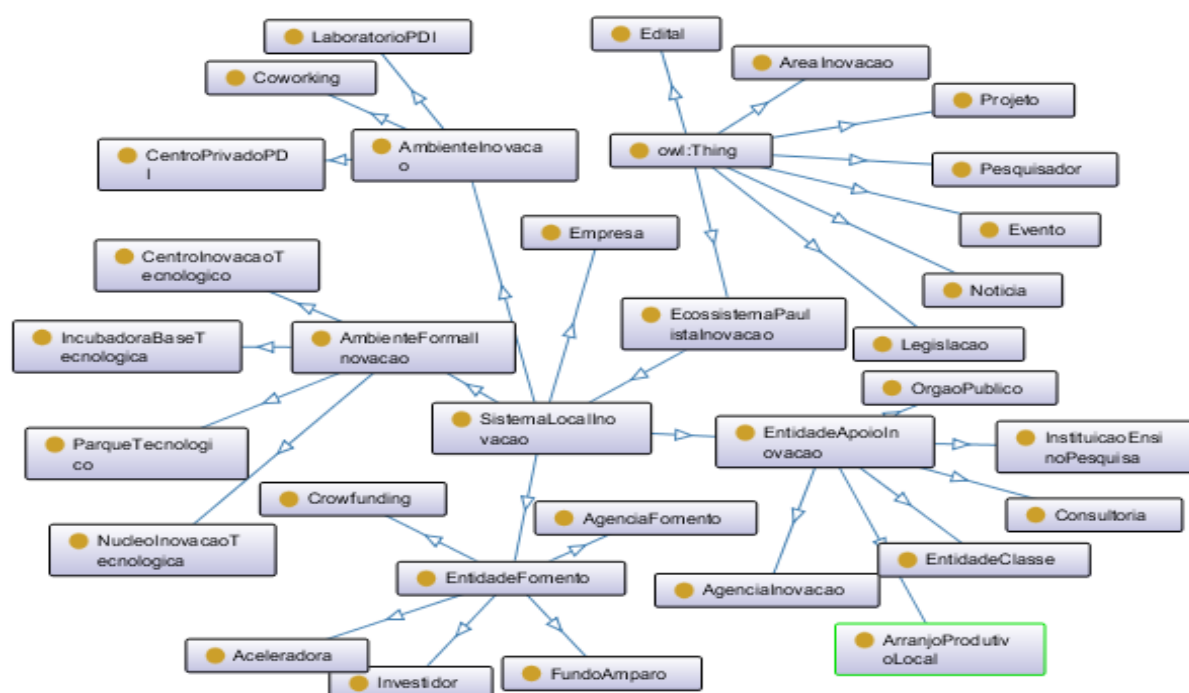 LaboratorioPDI
Edital
AreaInovacao
Coworking
Projeto
CentroPrivadoPD
I
AmbienteInovaca
o
owl:Thing
Pesquisador
Empresa
Evento
CentroInovacaoT
ecnologico
Noticia
EcossistemaPaul
istaInovacao
IncubadoraBaseT
ecnologica
AmbienteFormalI
novacao
Legislacao
OrgaoPublico
SistemaLocalIno
vacao
EntidadeApoioIn
ovacao
InstituicaoEnsi
noPesquisa
ParqueTecnologi
co
Crowfunding
AgenciaFomento
Consultoria
NucleoInovacaoT
ecnologica
EntidadeFomento
AgenciaInovacao
EntidadeClasse
Aceleradora
Investidor
FundoAmparo
ArranjoProdutiv
oLocal